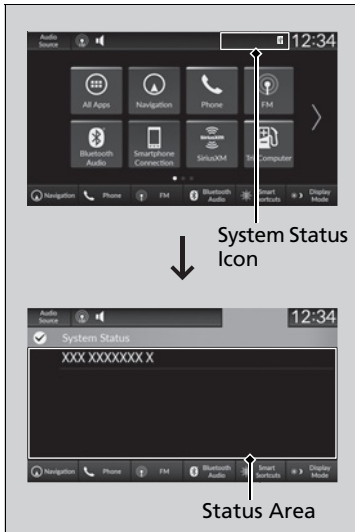 Audio Source 12:34
All Apps Navigation Phone FM
Bluetooth Audio Smartphone Connection SiriusXM SiriusXM Trip Computer
Navigation Phone FM Bluetooth Audio Smart Shortcuts Display Mode
System Status
Icon
Audio Source 12:34
System Status
XXX XXXXXXX X
Navigation Phone FM Bluetooth Audio Smart Shortcuts Display Mode
Status Area